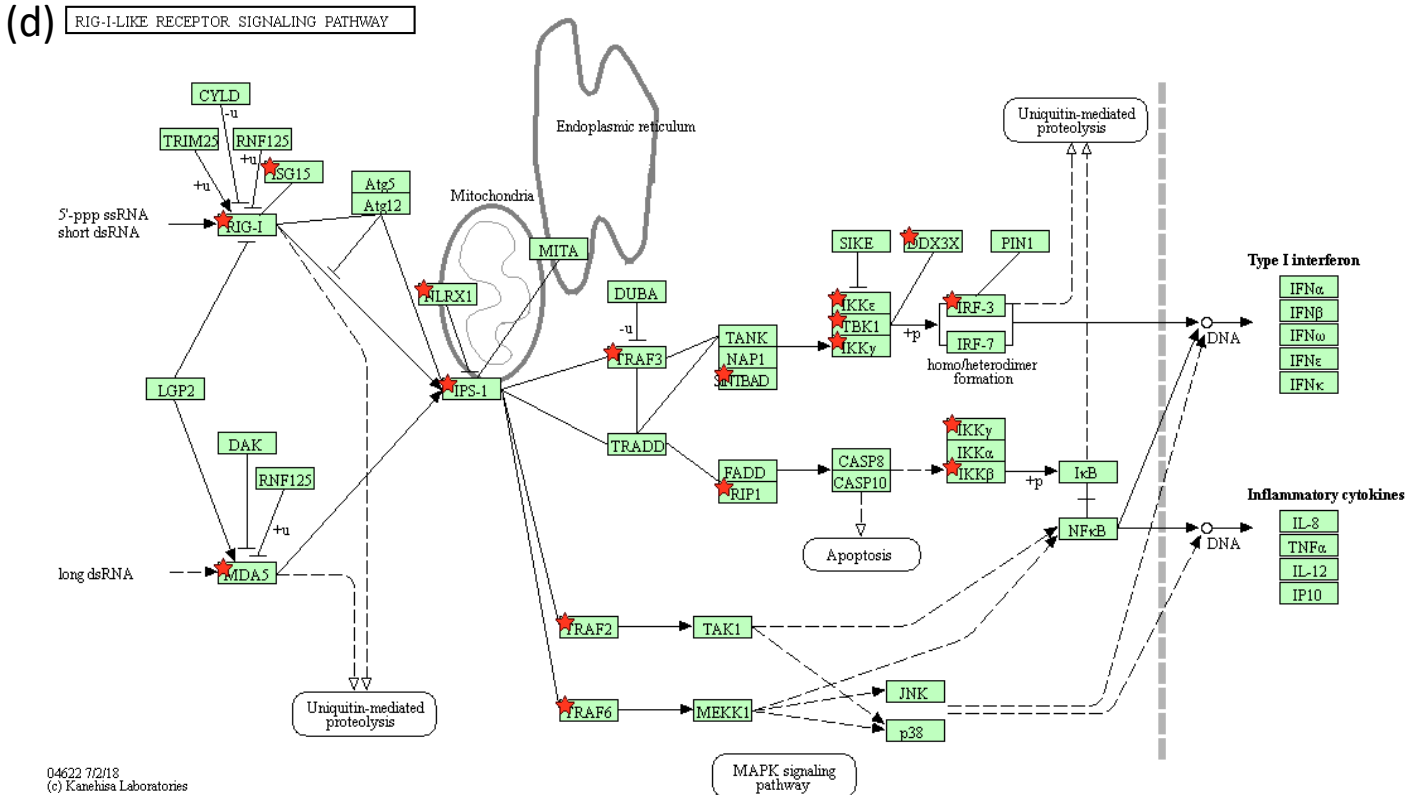 (d)
RIG-I-LIKE RECEPTOR SIGNALING PATHWAY
CYLD
-u
TRIM25
RNF125
+u
+u
ISG15
5'-ppp ssRNA
short dsRNA
RIG-I
Atg5
Atg12
Mitochondria
Endoplasmic reticulum
MITA
NLRX1
IPS-1
LGP2
DAK
RNF125
+u
long dsRNA
MDA5
Uniquitin-mediated
proteolysis
DUBA
-u
TRAF3
TRADD
TANK
NAP1
SINTBAD
FADD
RIP1
CASP8
CASP10
Apoptosis
SIKE
DDX3X
PIN1
IKKε
TBK1
IKKγ
+p
IRF-3
IRF-7
homo/heterodimer
formation
Uniquitin-mediated
proteolysis
IKKγ
IKKα
IKKβ
+p
IκB
NFκB
TRAF2
TAK1
TRAF6
MEKK1
JNK
p38
MAPK signaling
pathway
DNA
DNA
Type I interferon
IFNα
IFNβ
IFNω
IFNε
IFNκ
Inflammatory cytokines
IL-8
TNFα
IL-12
IP10
04622 7/2/18
(c) Kanehisa Laboratories